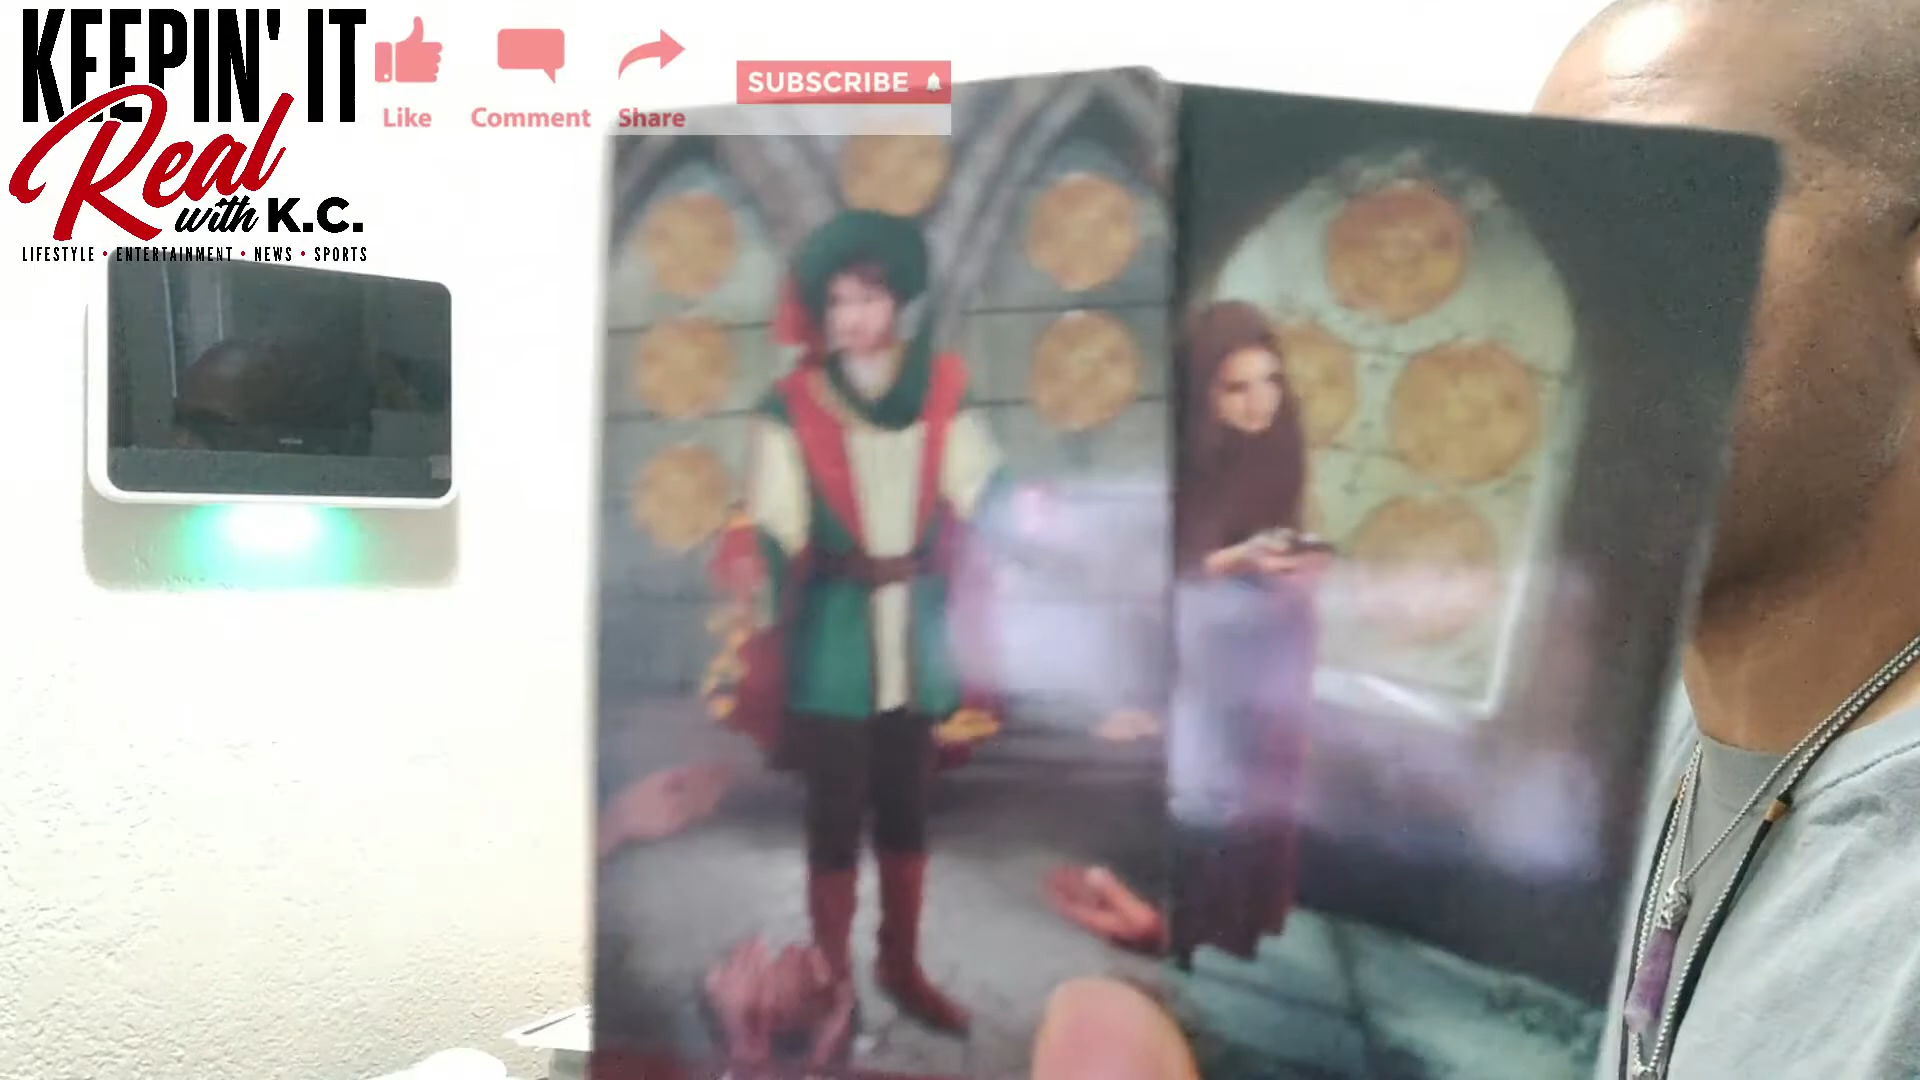 KEEPIN' IT
Real
with K.C.
LIFESTYLE • ENTERTAINMENT • NEWS • SPORTS
Like Comment Share
SUBSCRIBE